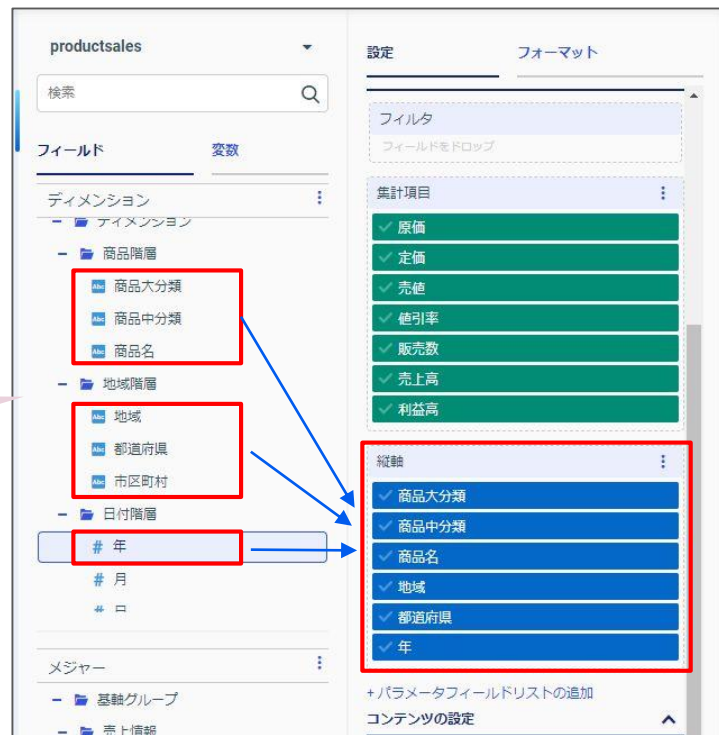 productsales
検索
フィールド
変数
ディメンション
ディメンション
商品階層
Abc 商品大分類
Abc 商品中分類
Abc 商品名
地域階層
Abc 地域
Abc 都道府県
Abc 市区町村
日付階層
# 年
# 月
# 日
メジャー
基軸グループ
売上情報
設定
フォーマット
フィルタ
フィールドをドロップ
集計項目
原価
定価
売値
値引率
販売数
売上高
利益高
縦軸
商品大分類
商品中分類
商品名
地域
都道府県
年
+パラメータフィールドリストの追加
コンテンツの設定